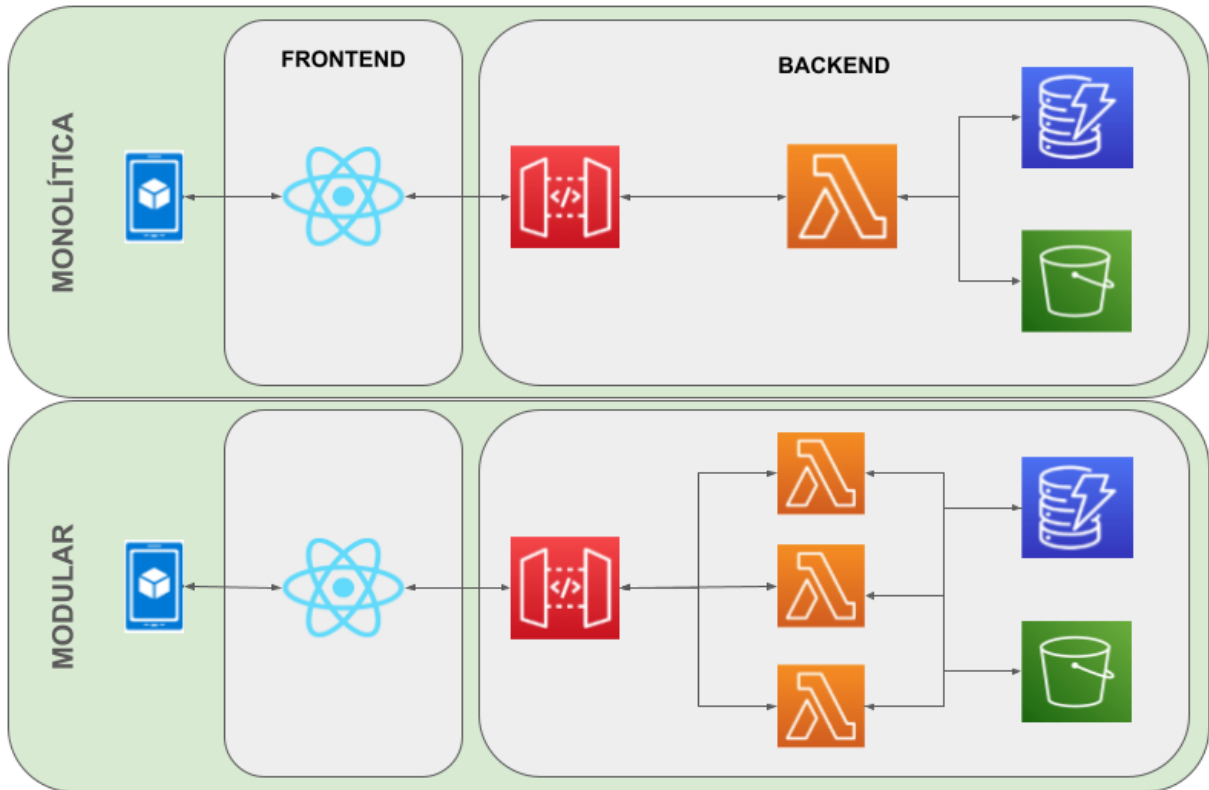 FRONTEND
BACKEND
MONOLÍTICA
</>
MODULAR
</>